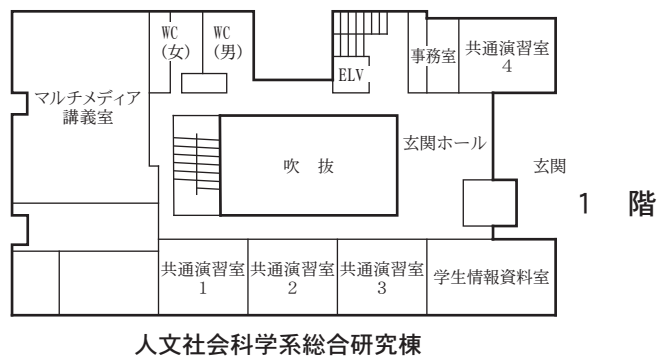 WC
(女)
WC
(男)
ELV
事務室
共通演習室
4
マルチメディア
講義室
吹 抜
玄関ホール
玄関
1 階
共通演習室
1
共通演習室
2
共通演習室
3
学生情報資料室
人文社会科学系総合研究棟